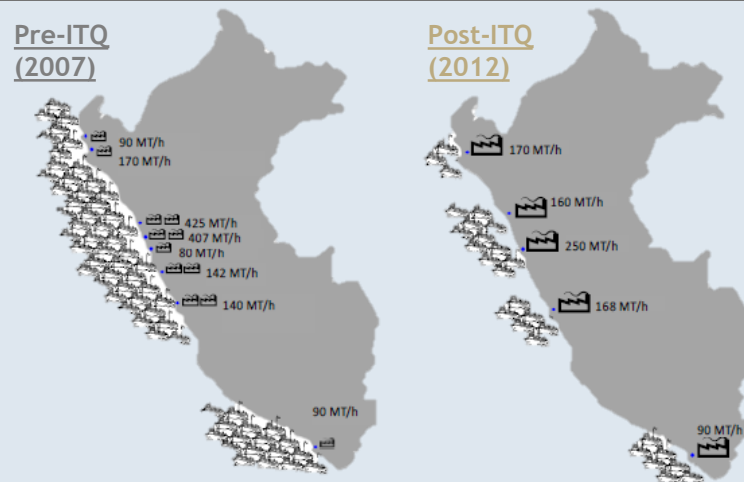 Pre-ITQ
(2007)
90 MT/h
170 MT/h
425 MT/h
407 MT/h
80 MT/h
142 MT/h
140 MT/h
90 MT/h
Post-ITQ
(2012)
170 MT/h
160 MT/h
250 MT/h
168 MT/h
90 MT/h